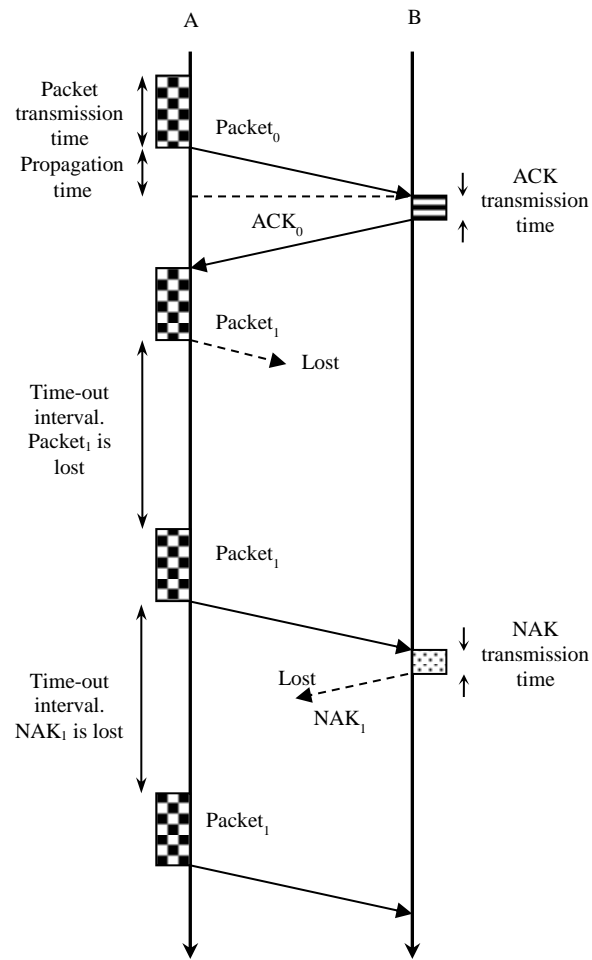 A
B
Packet
transmission
time
Packet₀
Propagation
time
ACK
transmission
time
ACK₀
Packet₁
Lost
Time-out
interval.
Packet₁ is
lost
Packet₁
NAK
transmission
time
Lost
NAK₁
Time-out
interval.
NAK₁ is lost
Packet₁